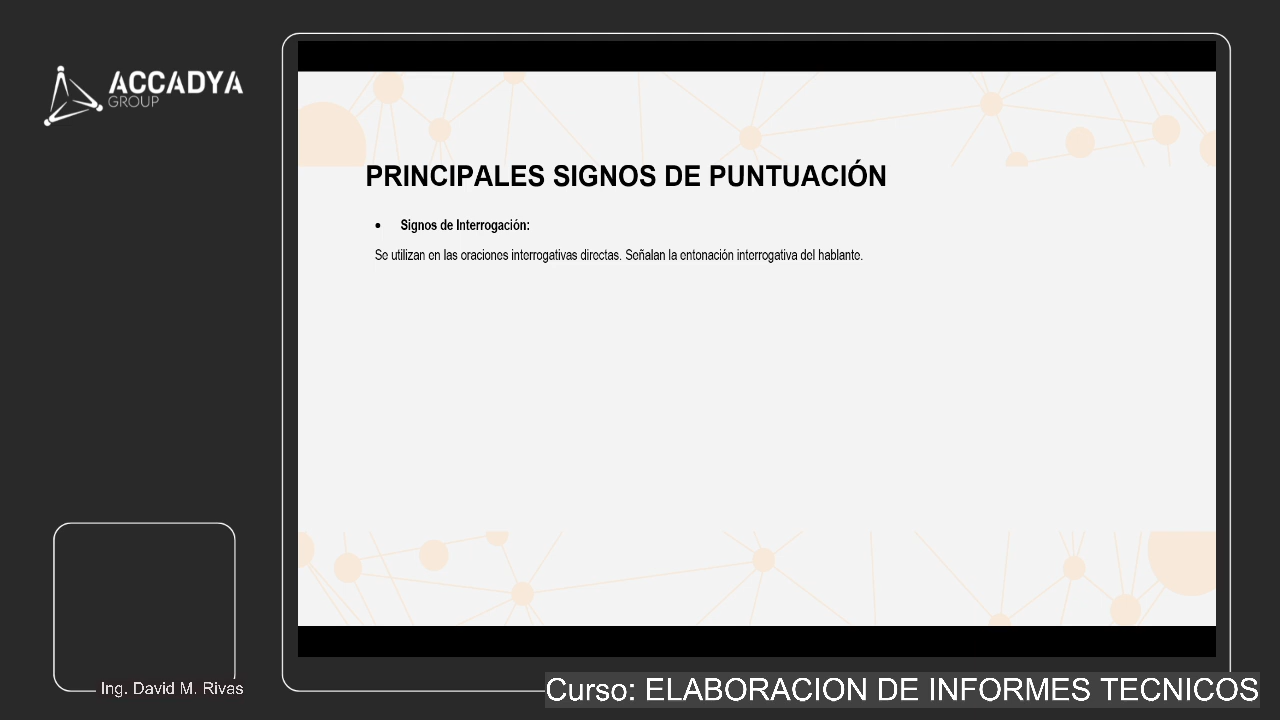 ACCADYA
GROUP
PRINCIPALES SIGNOS DE PUNTUACIÓN
• Signos de Interrogación:
Se utilizan en las oraciones interrogativas directas. Señalan la entonación interrogativa del hablante.
Ing. David M. Rivas
Curso: ELABORACION DE INFORMES TECNICOS